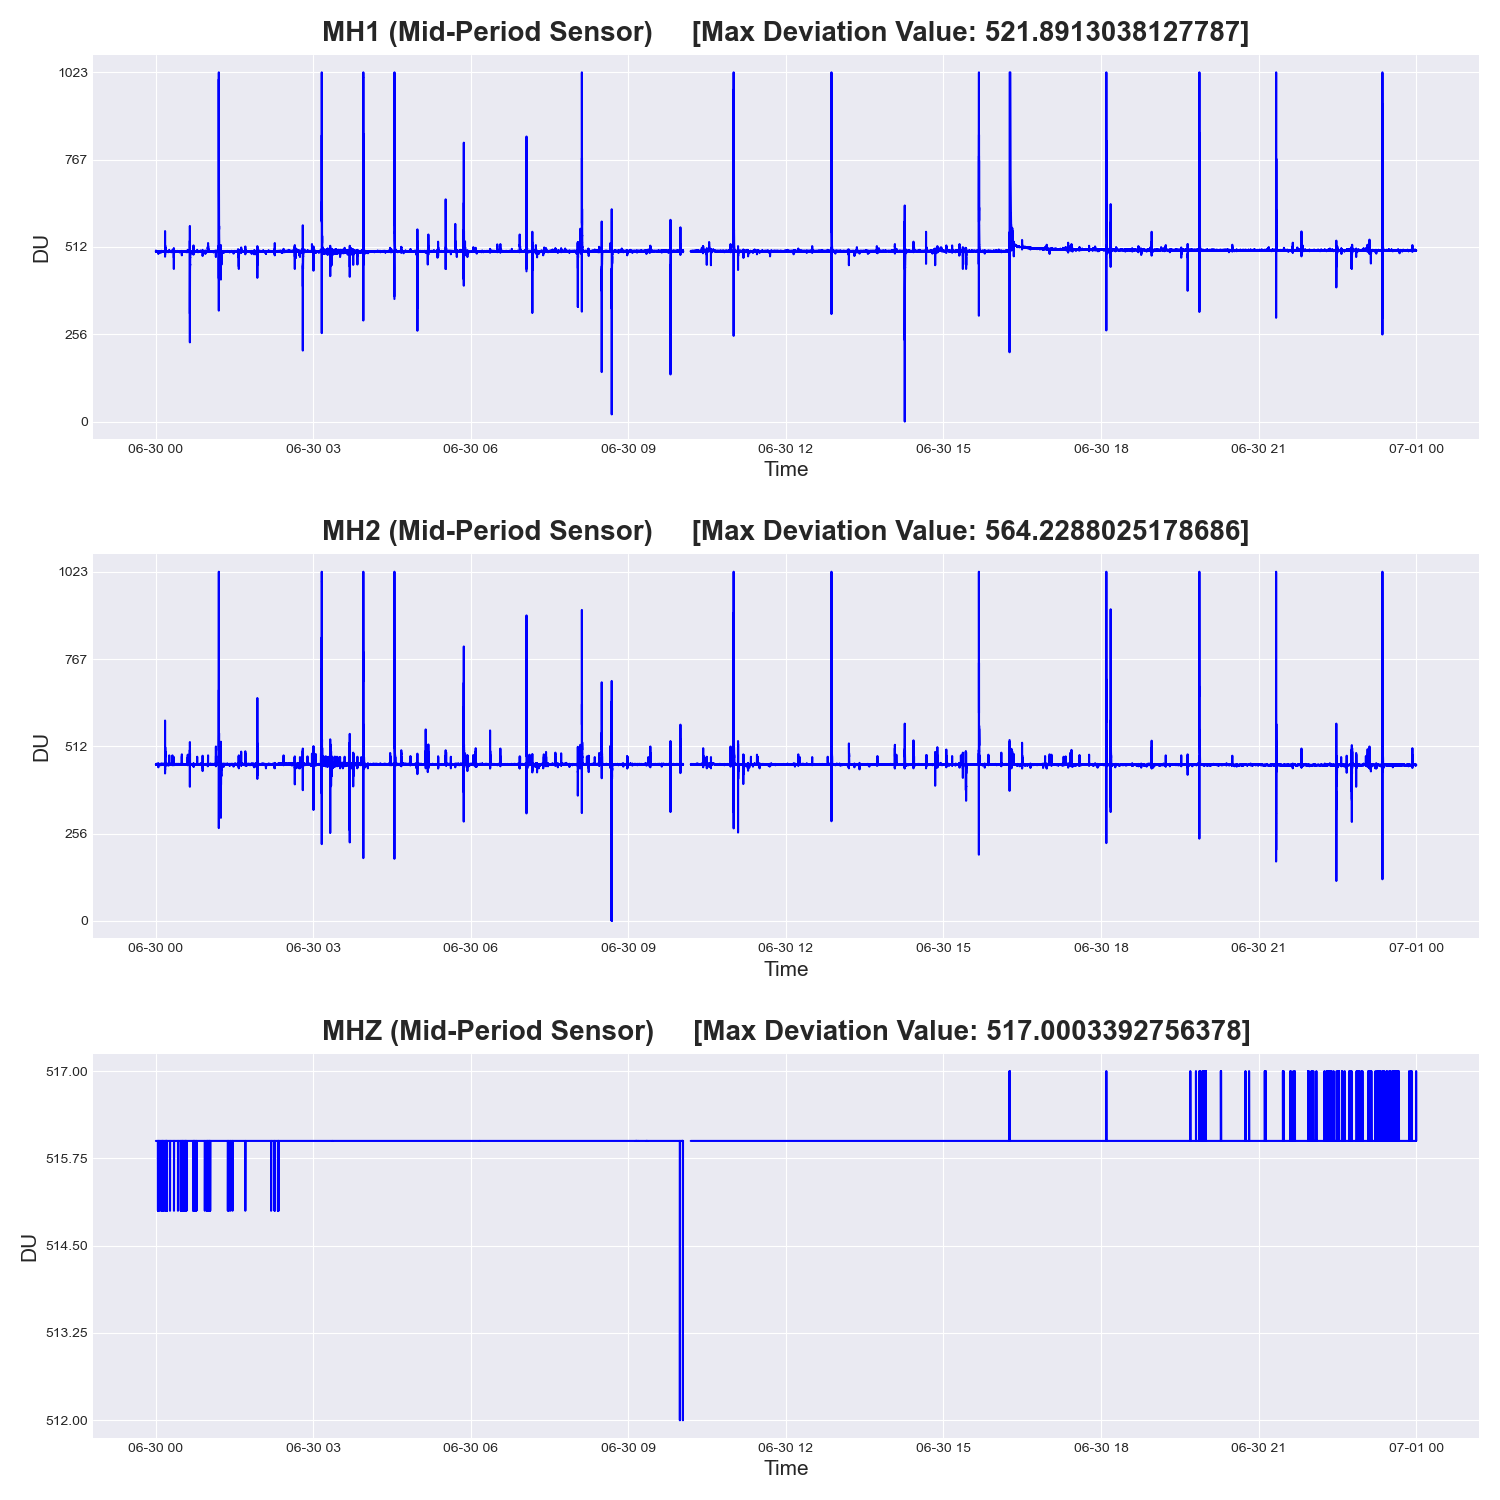 MH1 (Mid-Period Sensor) [Max Deviation Value: 521.8913038127787]
1023
767
512
256
0
DU
06-30 00 06-30 03 06-30 06 06-30 09 06-30 12 06-30 15 06-30 18 06-30 21 07-01 00
Time
MH2 (Mid-Period Sensor) [Max Deviation Value: 564.2288025178686]
1023
767
512
256
0
DU
06-30 00 06-30 03 06-30 06 06-30 09 06-30 12 06-30 15 06-30 18 06-30 21 07-01 00
Time
MHZ (Mid-Period Sensor) [Max Deviation Value: 517.0003392756378]
517.00
515.75
514.50
513.25
512.00
DU
06-30 00 06-30 03 06-30 06 06-30 09 06-30 12 06-30 15 06-30 18 06-30 21 07-01 00
Time